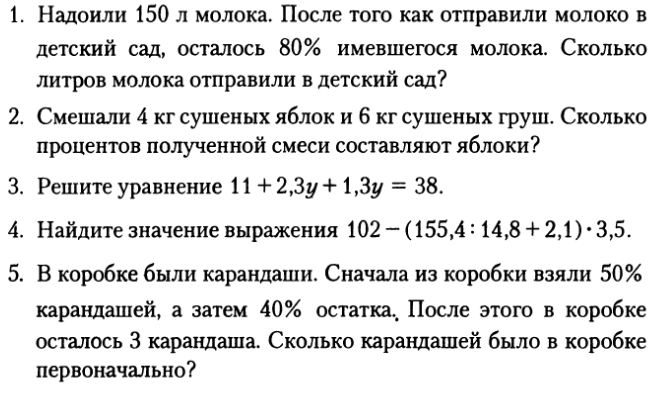 1. Надоили 150 л молока. После того как отправили молоко в
детский сад, осталось 80% имевшегося молока. Сколько
литров молока отправили в детский сад?
2. Смешали 4 кг сушеных яблок и 6 кг сушеных груш. Сколько
процентов полученной смеси составляют яблоки?
3. Решите уравнение 11 + 2,3y + 1,3y = 38.
4. Найдите значение выражения 102 − (155,4 : 14,8 + 2,1) · 3,5.
5. В коробке были карандаши. Сначала из коробки взяли 50%
карандашей, а затем 40% остатка. После этого в коробке
осталось 3 карандаша. Сколько карандашей было в коробке
первоначально?